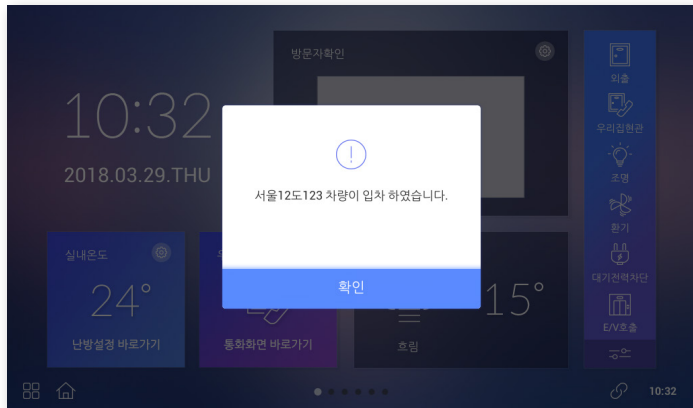 방문자확인
10:32
2018.03.29.THU
외출
우리집현관
조명
환기
대기전력차단
E/V호출
서울12도123 차량이 입차 하였습니다.
확인
실내온도
24°
난방설정 바로가기
통화화면 바로가기
15°
흐림
10:32